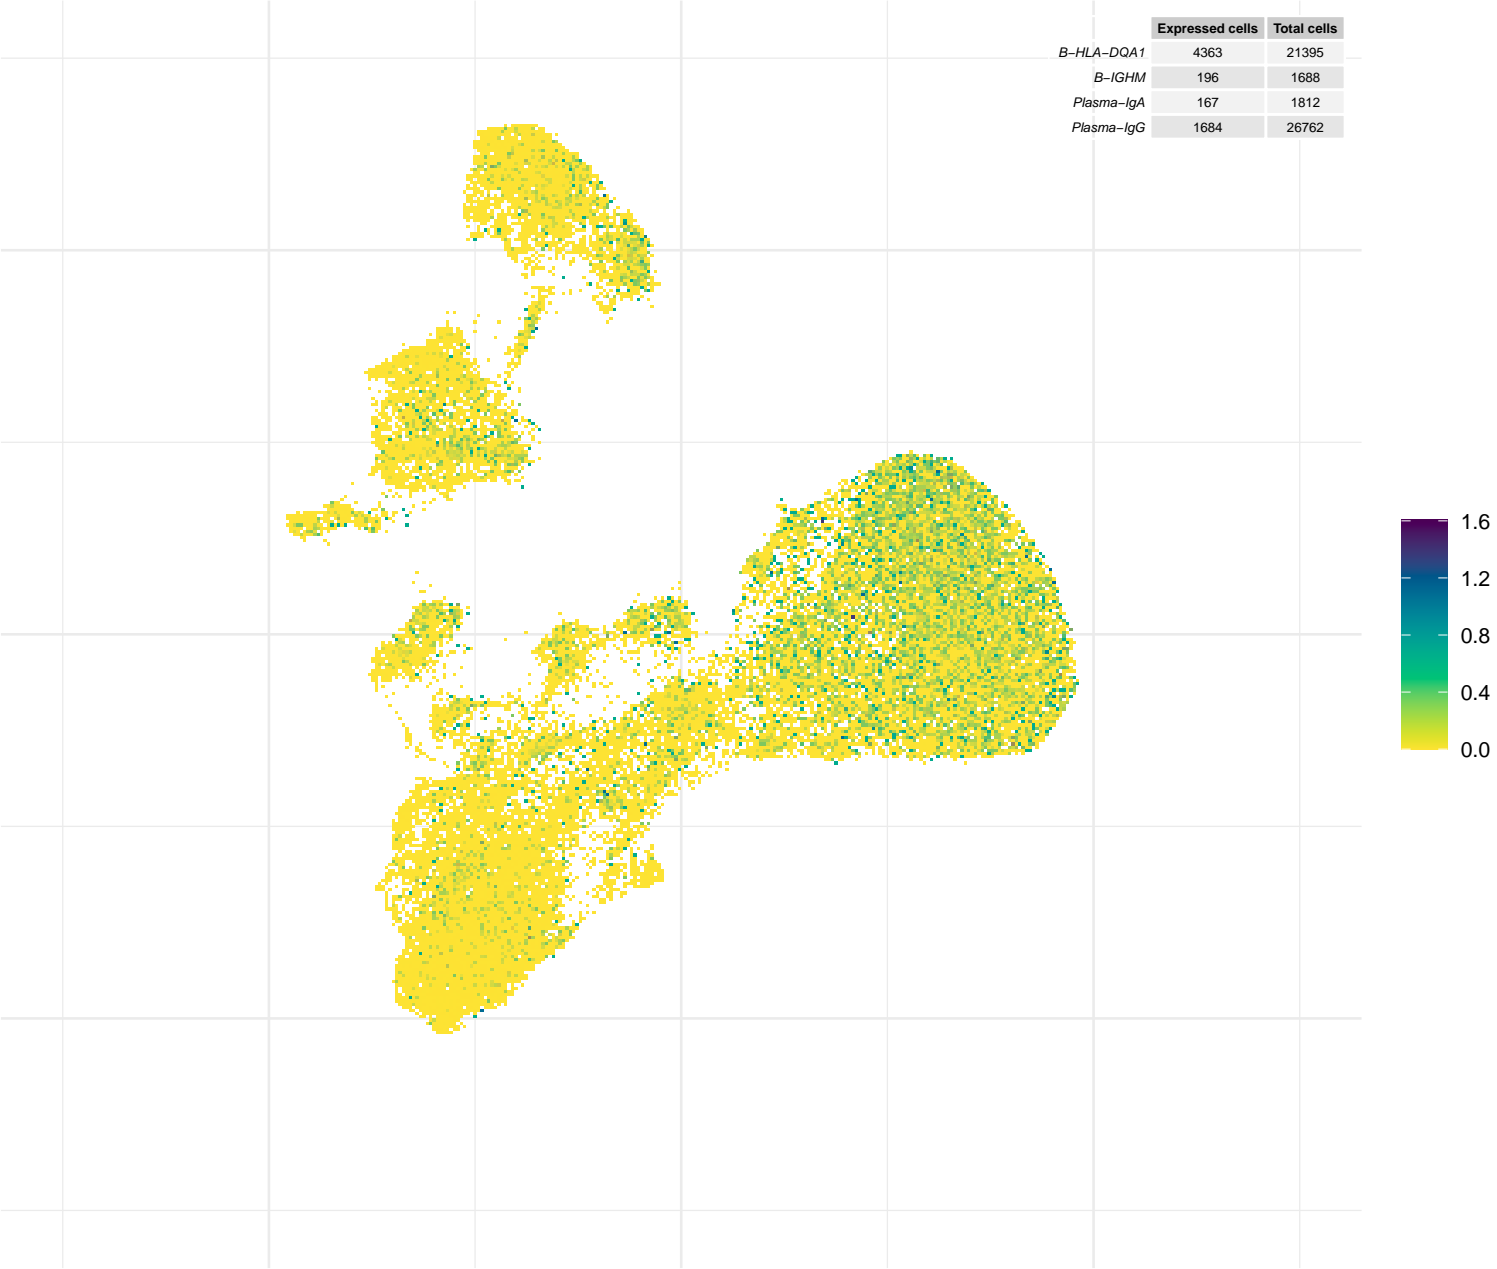 Expressed cells Total cells
B−HLA−DQA1 4363 21395
B−IGHM 196 1688
Plasma−IgA 167 1812
Plasma−IgG 1684 26762
1.6
1.2
0.8
0.4
0.0